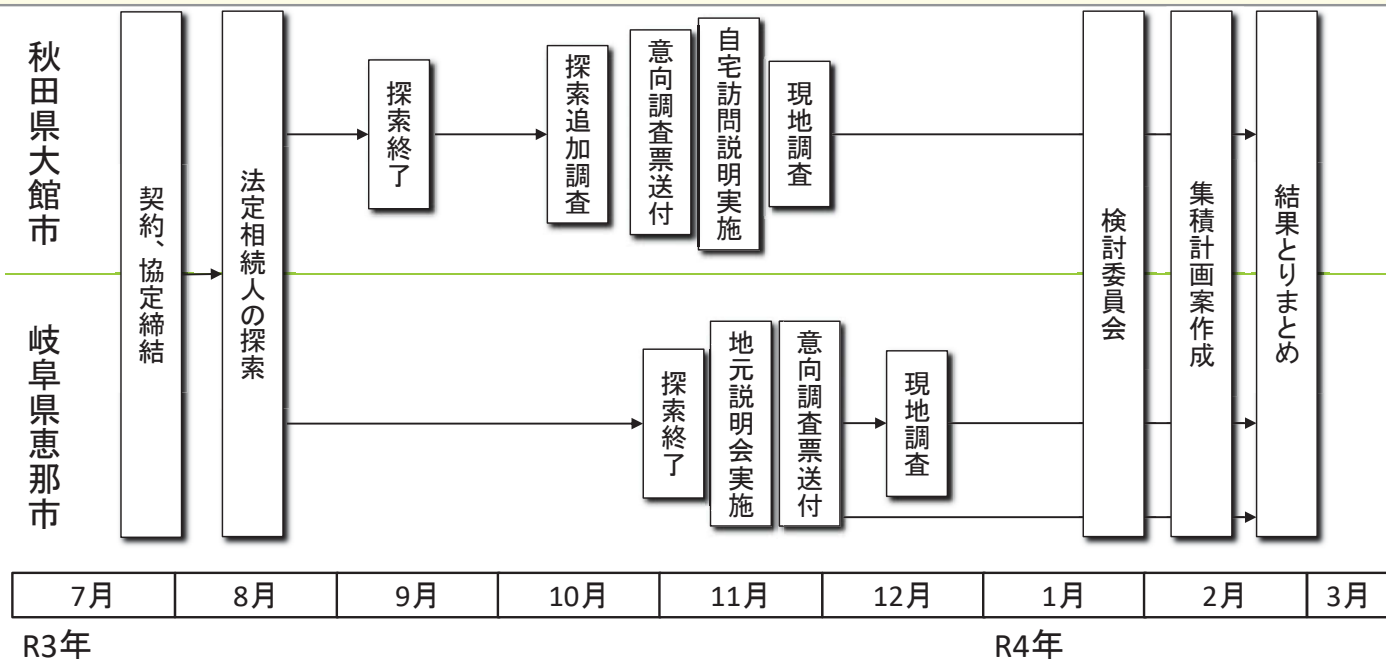 秋田県大館市
岐阜県恵那市
契約、協定締結
法定相続人の探索
探索終了
探索追加調査
意向調査票送付
自宅訪問説明実施
現地調査
探索終了
地元説明会実施
意向調査票送付
現地調査
検討委員会
集積計画案作成
結果とりまとめ
7月 8月 9月 10月 11月 12月 1月 2月 3月
R3年 R4年